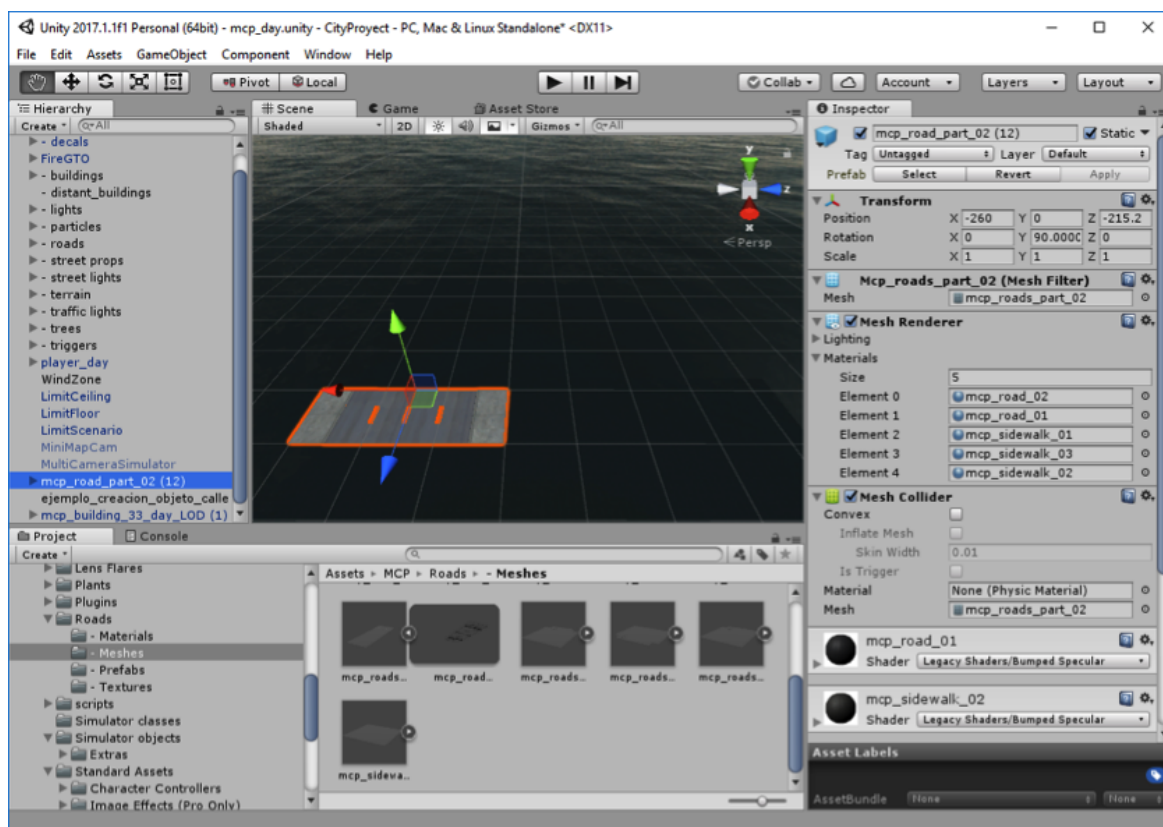 Unity 2017.1.1f1 Personal (64bit) - mcp_day.unity - CityProyect - PC, Mac & Linux Standalone* <DX11>
File Edit Assets GameObject Component Window Help
Pivot Local Collab Account Layers Layout
Hierarchy
Create All
- decals
FireGTO
- buildings
- distant_buildings
- lights
- particles
- roads
- street props
- street lights
- terrain
- traffic lights
- trees
- triggers
player_day
WindZone
LimitCeiling
LimitFloor
LimitScenario
MiniMapCam
MultiCameraSimulator
mcp_road_part_02 (12)
ejemplo_creacion_objeto_calle
mcp_building_33_day_LOD (1)
Scene Game Asset Store
Shaded 2D Gizmos All
y
z
x
Persp
Project Console
Create
Lens Flares
Plants
Plugins
Roads
- Materials
- Meshes
- Prefabs
- Textures
scripts
Simulator classes
Simulator objects
Extras
Standard Assets
Character Controllers
Image Effects (Pro Only)
Assets MCP Roads - Meshes
mcp_roads.. mcp_road... mcp_roads.. mcp_roads.. mcp_roads..
mcp_sidewa..
Inspector
mcp_road_part_02 (12) Static
Tag Untagged Layer Default
Prefab Select Revert Apply
Transform
Position X -260 Y 0 Z -215.2
Rotation X 0 Y 90.0000 Z 0
Scale X 1 Y 1 Z 1
Mcp_roads_part_02 (Mesh Filter)
Mesh mcp_roads_part_02
Mesh Renderer
Lighting
Materials
Size 5
Element 0 mcp_road_02
Element 1 mcp_road_01
Element 2 mcp_sidewalk_01
Element 3 mcp_sidewalk_03
Element 4 mcp_sidewalk_02
Mesh Collider
Convex
Inflate Mesh
Skin Width 0.01
Is Trigger
Material None (Physic Material)
Mesh mcp_roads_part_02
mcp_road_01
Shader Legacy Shaders/Bumped Specular
mcp_sidewalk_02
Shader Legacy Shaders/Bumped Specular
Asset Labels
AssetBundle None None